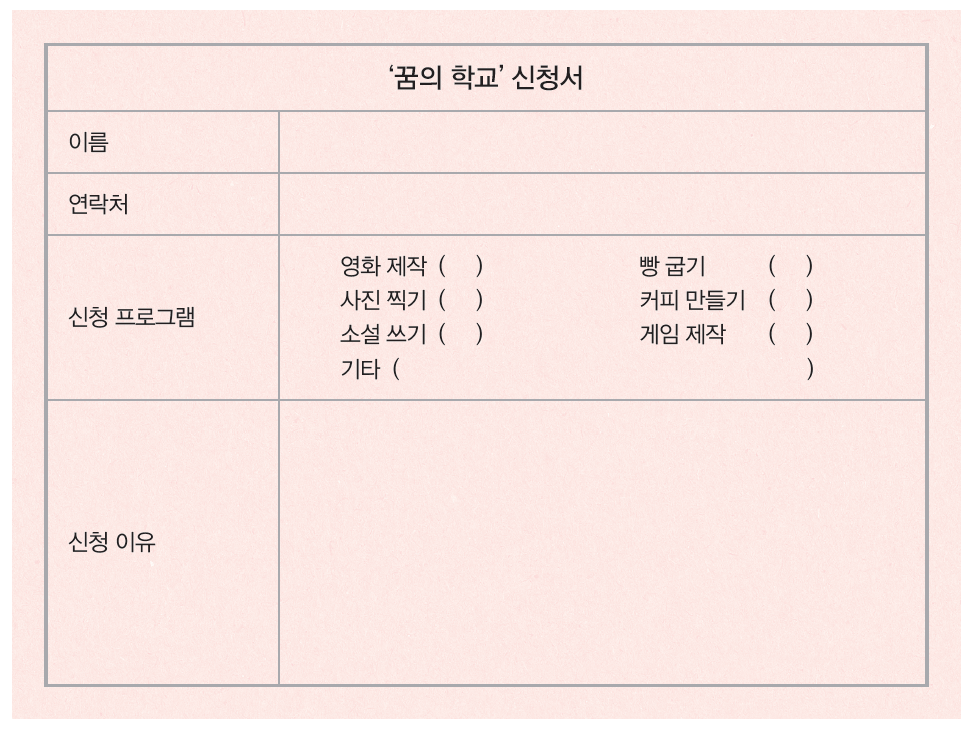 ‘꿈의 학교’ 신청서
이름
연락처
신청 프로그램
영화 제작 ( ) 빵 굽기 ( )
사진 찍기 ( ) 커피 만들기 ( )
소설 쓰기 ( ) 게임 제작 ( )
기타 ( )
신청 이유